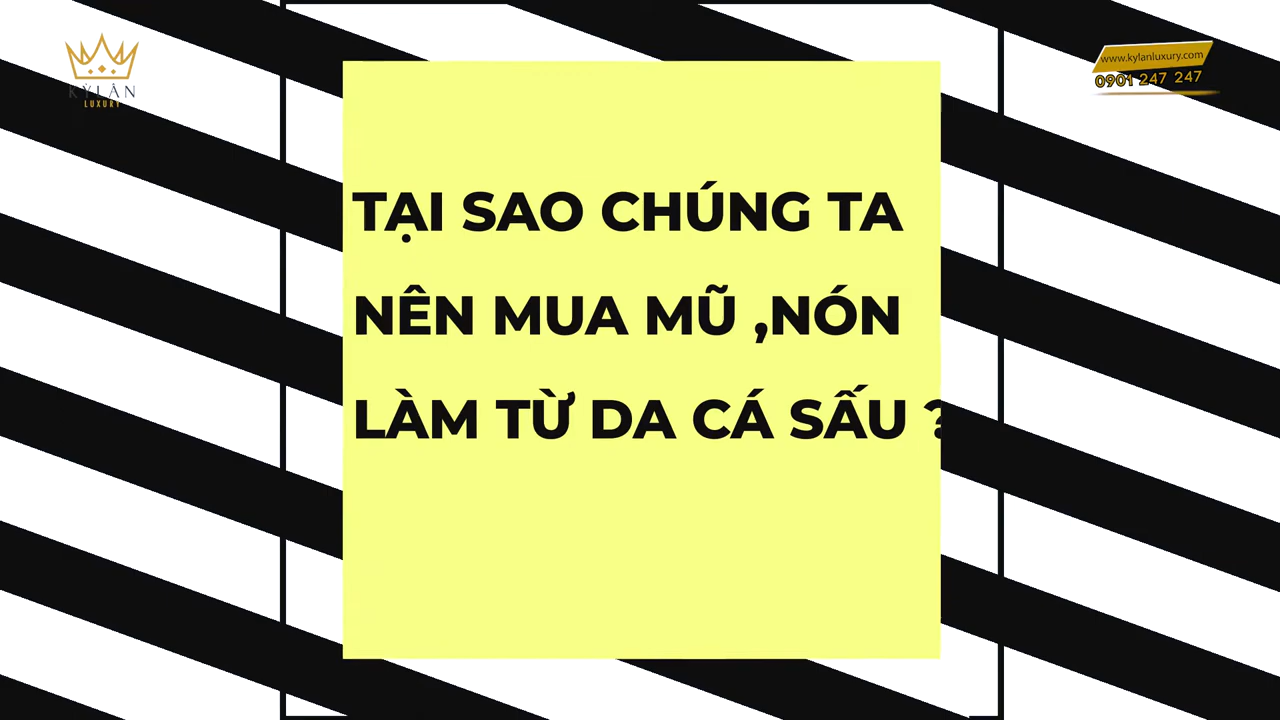 KỲ LÂN
LUXURY
www.kylanluxury.com
0901 247 247
TẠI SAO CHÚNG TA
NÊN MUA MŨ ,NÓN
LÀM TỪ DA CÁ SẤU ?